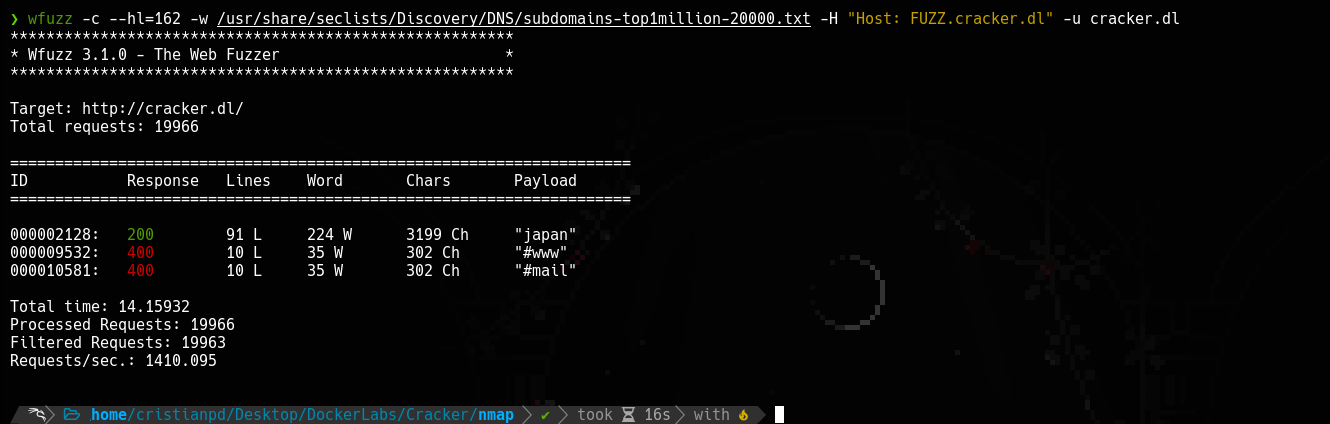 ❯ wfuzz -c --hl=162 -w /usr/share/seclists/Discovery/DNS/subdomains-top1million-20000.txt -H "Host: FUZZ.cracker.dl" -u cracker.dl
********************************************************
* Wfuzz 3.1.0 - The Web Fuzzer                         *
********************************************************
Target: http://cracker.dl/
Total requests: 19966
=====================================================================
ID           Response   Lines    Word       Chars       Payload
=====================================================================
000002128:   200        91 L     224 W      3199 Ch     "japan"
000009532:   400        10 L     35 W       302 Ch      "#www"
000010581:   400        10 L     35 W       302 Ch      "#mail"
Total time: 14.15932
Processed Requests: 19966
Filtered Requests: 19963
Requests/sec.: 1410.095
home/cristianpd/Desktop/DockerLabs/Cracker/nmap ✔ took 16s with